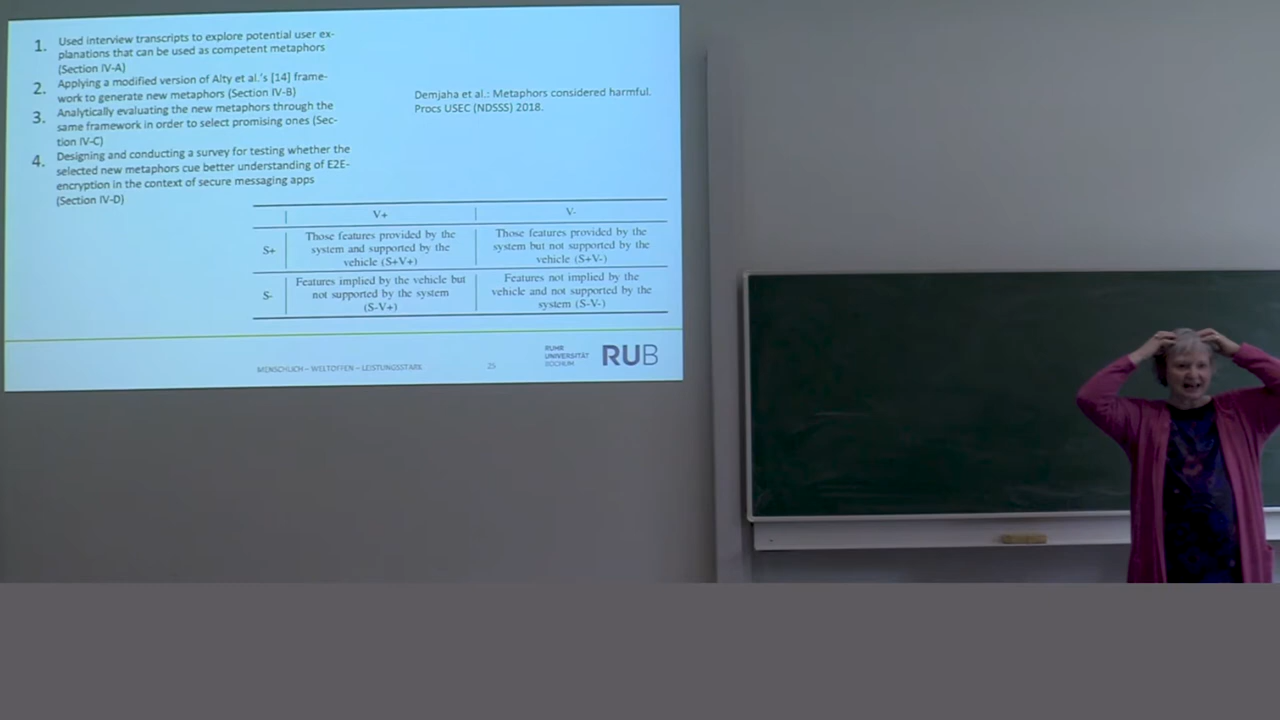 1. Used interview transcripts to explore potential user ex-
planations that can be used as competent metaphors
(Section IV-A)
2. Applying a modified version of Alty et al.'s [14] frame-
work to generate new metaphors (Section IV-B)
3. Analytically evaluating the new metaphors through the
same framework in order to select promising ones (Sec-
tion IV-C)
4. Designing and conducting a survey for testing whether the
selected new metaphors cue better understanding of E2E-
encryption in the context of secure messaging apps
(Section IV-D)
Demjaha et al.: Metaphors considered harmful.
Procs USEC (NDSSS) 2018.
V+ V-
S+ Those features provided by the
system and supported by the
vehicle (S+V+)
Those features provided by the
system but not supported by the
vehicle (S+V-)
S- Features implied by the vehicle but
not supported by the system
(S-V+)
Features not implied by the
vehicle and not supported by the
system (S-V-)
MENSCHLICH – WELTOFFEN – LEISTUNGSSTARK
25
RUHR
UNIVERSITÄT
BOCHUM
RUB